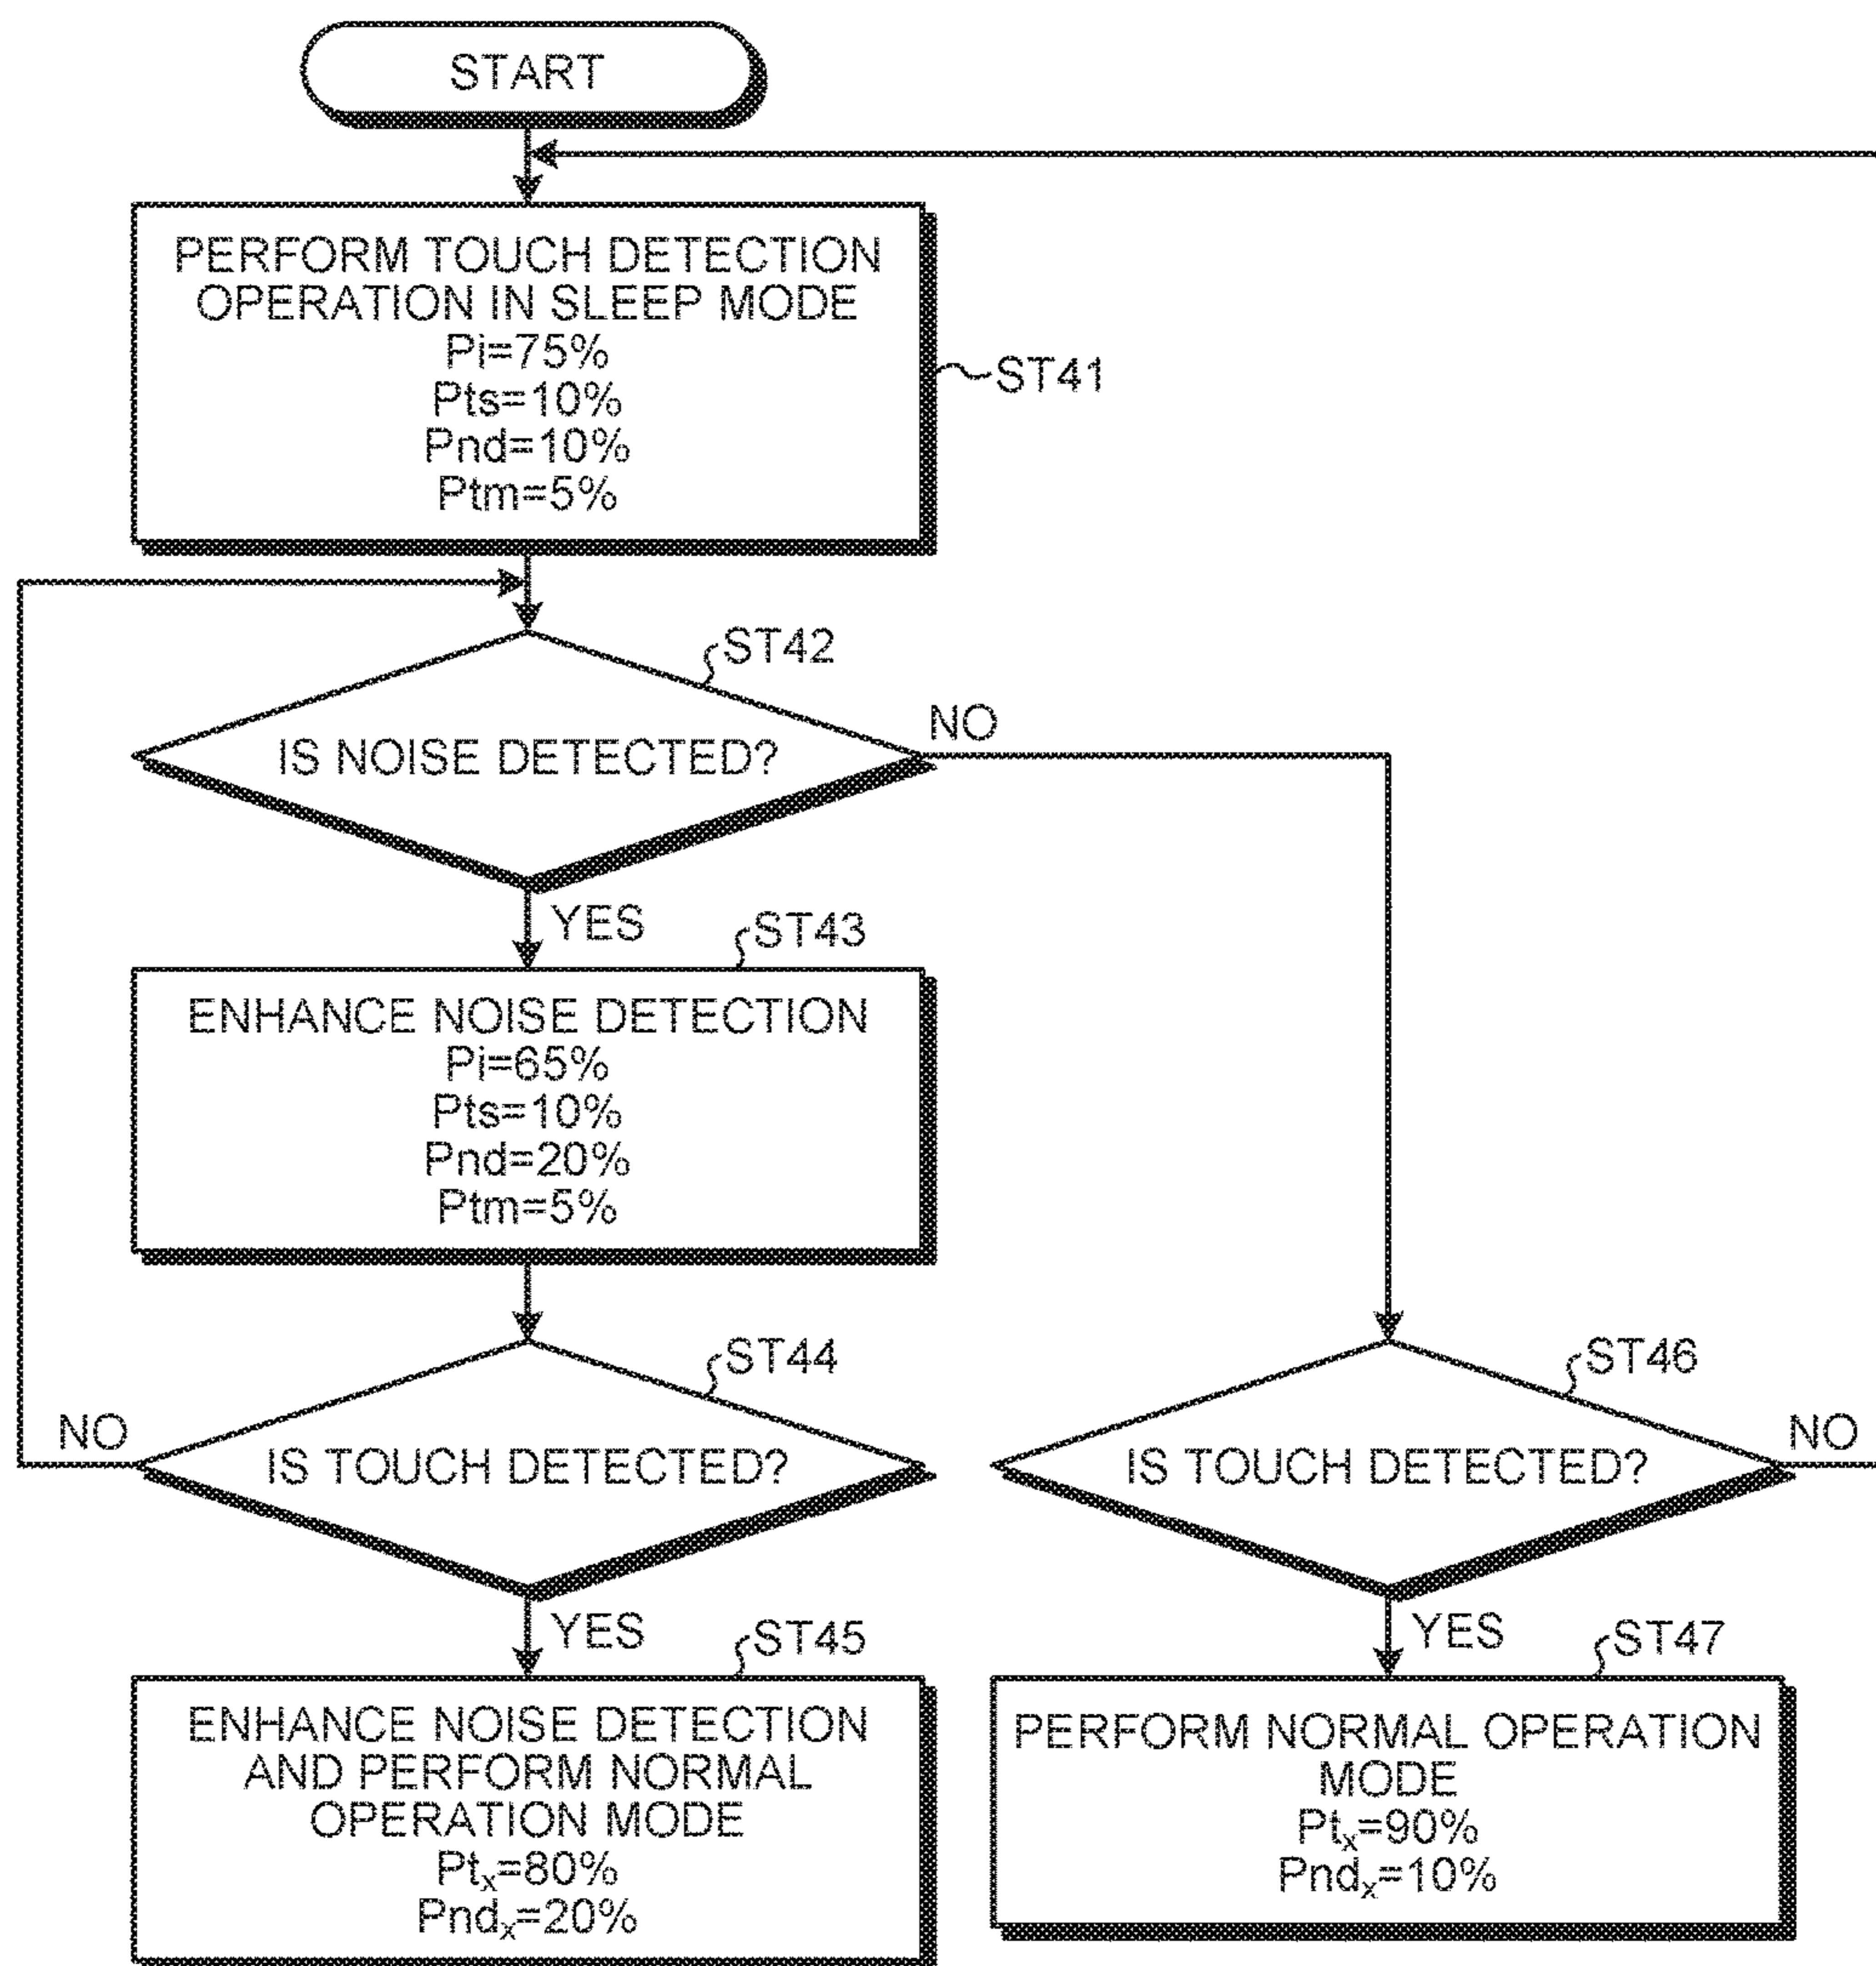 START
PERFORM TOUCH DETECTION
OPERATION IN SLEEP MODE
Pi=75%
Pts=10%
Pnd=10%
Ptm=5%
ST41
ST42
IS NOISE DETECTED?
NO
YES
ST43
ENHANCE NOISE DETECTION
Pi=65%
Pts=10%
Pnd=20%
Ptm=5%
ST44
IS TOUCH DETECTED?
NO
YES
ST46
IS TOUCH DETECTED?
NO
YES
ST45
ENHANCE NOISE DETECTION
AND PERFORM NORMAL
OPERATION MODE
Ptx=80%
Pndx=20%
ST47
PERFORM NORMAL OPERATION
MODE
Ptx=90%
Pndx=10%